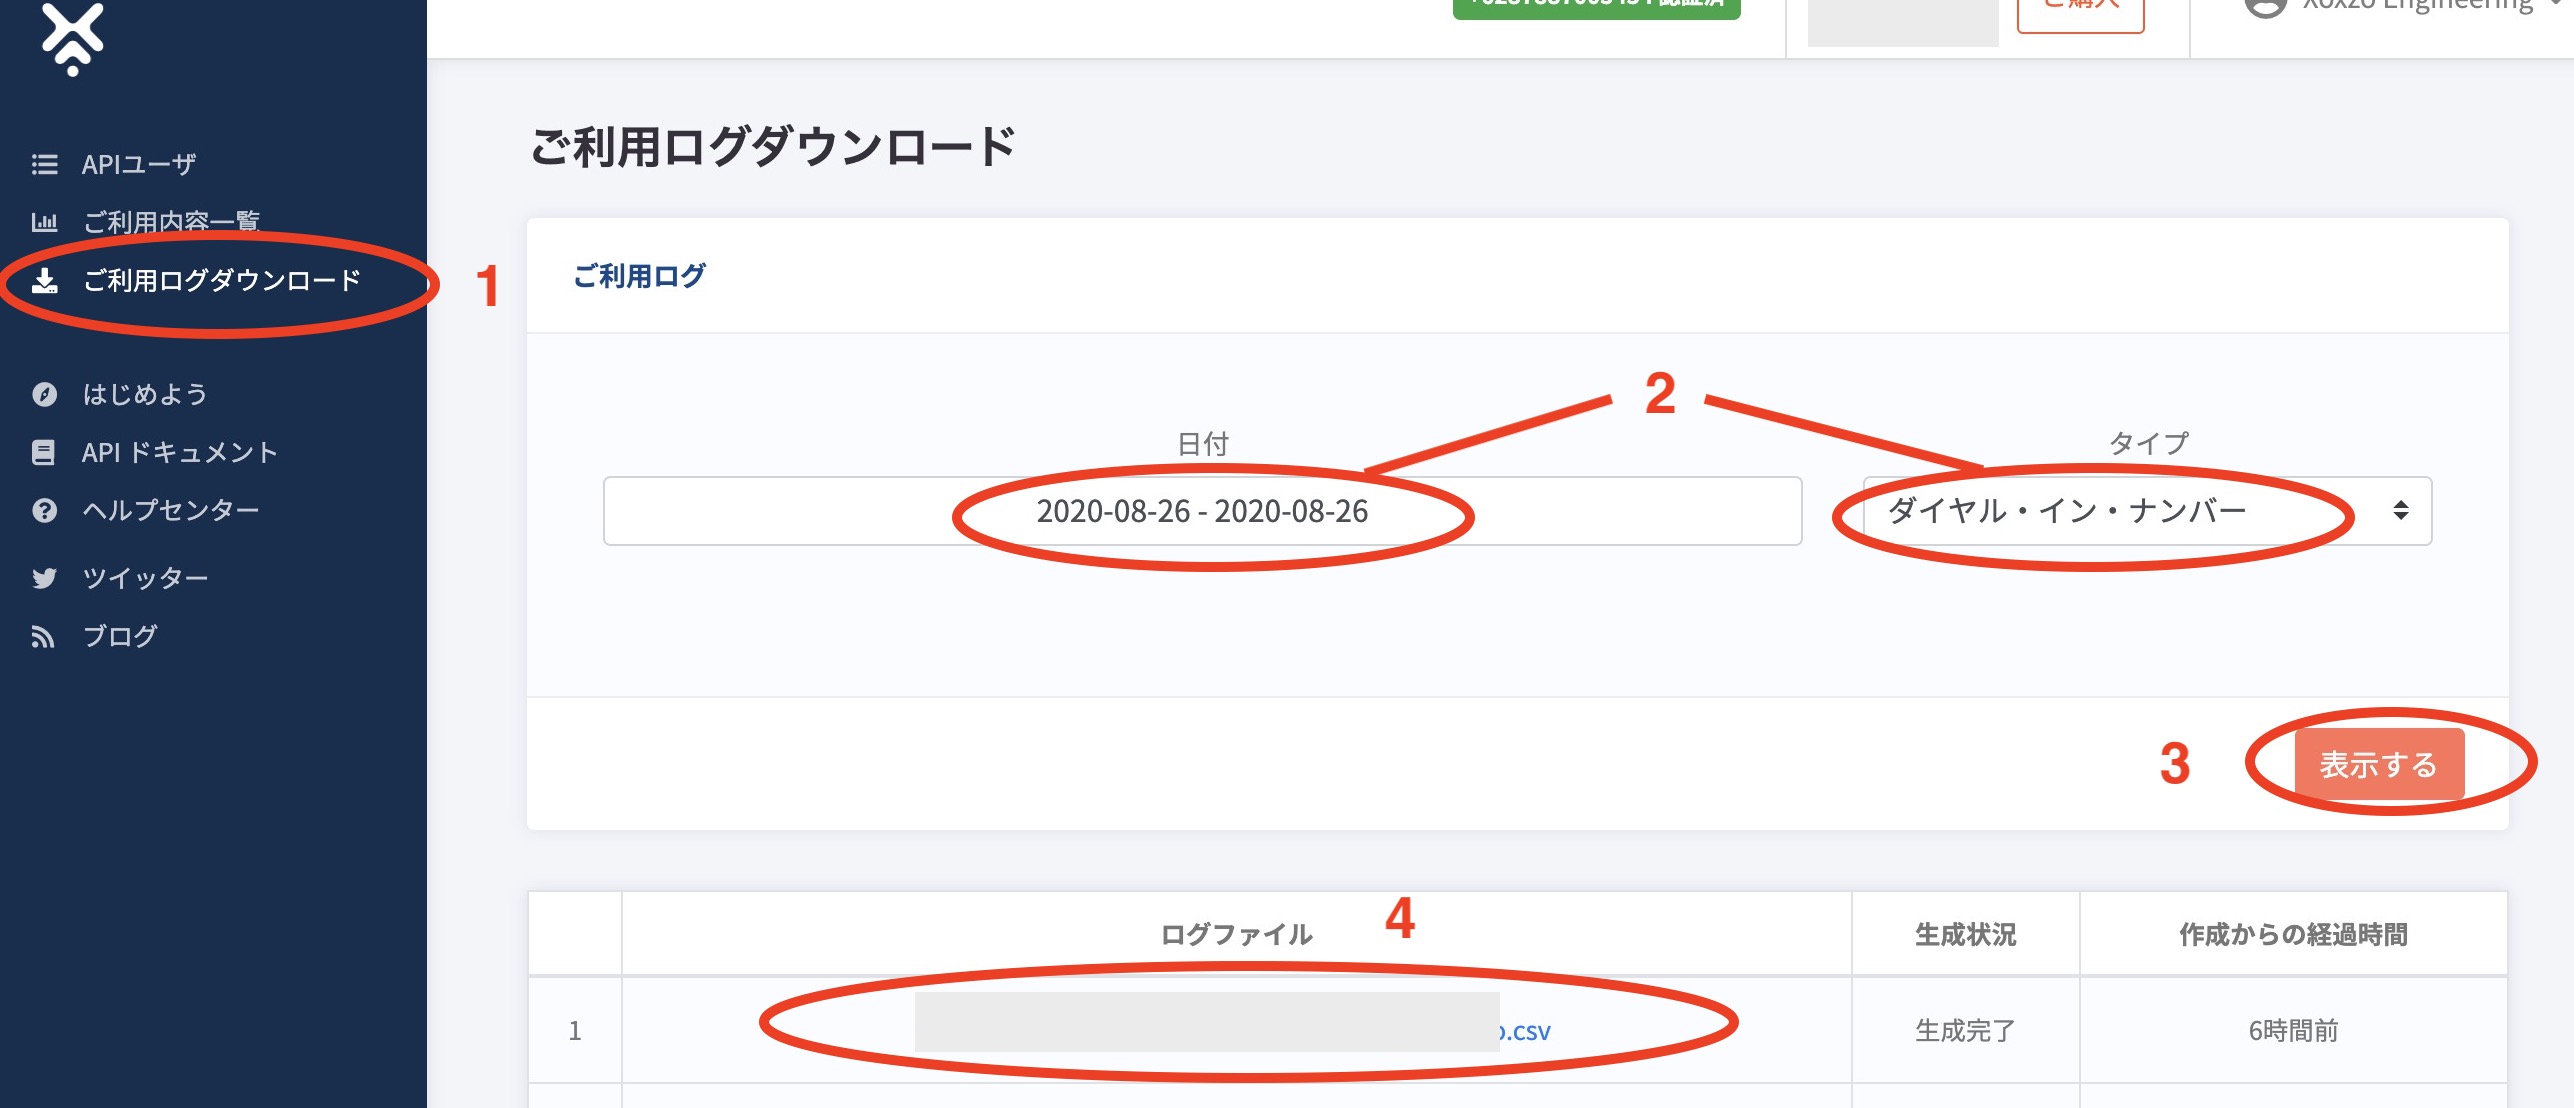 ご購入
Xoxzo Engineering
APIユーザ
ご利用内容一覧
ご利用ログダウンロード
はじめよう
API ドキュメント
ヘルプセンター
ツイッター
ブログ
1
ご利用ログダウンロード
ご利用ログ
2
日付
タイプ
2020-08-26 - 2020-08-26
ダイヤル・イン・ナンバー
3
表示する
4
ログファイル
生成状況
作成からの経過時間
1
.csv
生成完了
6時間前